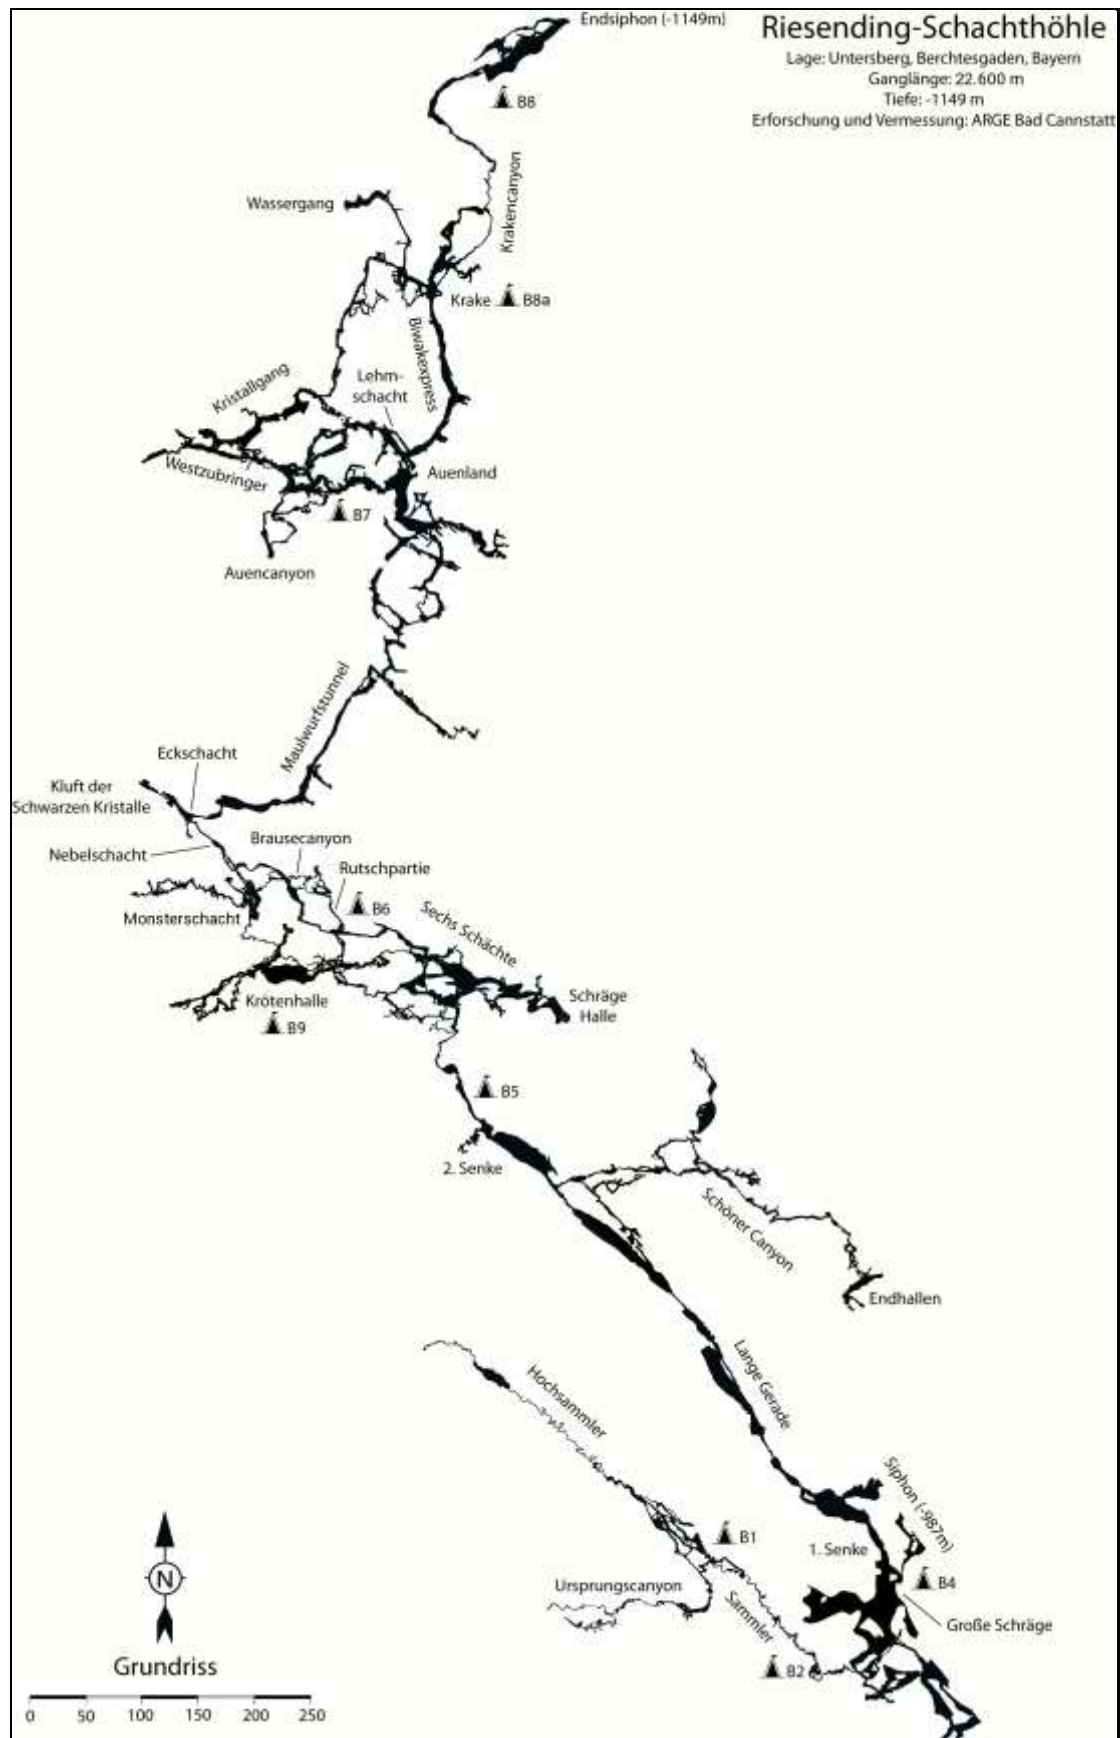 Endsiphon (-1149m)
Riesending-Schachthöhle
Lage: Untersberg, Berchtesgaden, Bayern
Ganglänge: 22.600 m
Tiefe: -1149 m
Erforschung und Vermessung: ARGE Bad Cannstatt
B8
Krakencanyon
Wassergang
Krake
B8a
Biwakexpress
Lehm-
schacht
Kristallgang
Westzubringer
Auenland
B7
Auencanyon
Maulwurfstunnel
Eckschacht
Kluft der
Schwarzen Kristalle
Brausecanyon
Nebelschacht
Rutschpartie
B6
Monsterschacht
Sechs Schächte
Krötenhalle
Schräge
Halle
B9
B5
2. Senke
Schöner Canyon
Endhallen
Lange Gerade
Hochsammler
Siphon (-987m)
B1
1. Senke
B4
Ursprungscanyon
Sammler
Große Schräge
B2
N
Grundriss
0 50 100 150 200 250